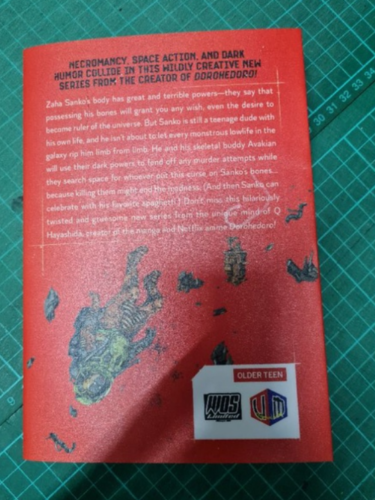 NECROMANCY, SPACE ACTION, AND DARK
HUMOR COLLIDE IN THIS WILDLY CREATIVE NEW
SERIES FROM THE CREATOR OF DOROHEDORO!
Zaha Sanko's body has great and terrible powers—they say that
possessing his bones will grant you any wish, even the desire to
become ruler of the universe. But Sanko is still a teenage dude with
his own life, and he isn't about to let every monstrous lowlife in the
galaxy rip him limb from limb. He and his skeletal buddy Avakian
will use their dark powers to fend off any murder attempts while
they search space for whoever put this curse on Sanko's bones...
because killing them might end the madness. (And then Sanko can
celebrate with his favorite spaghetti.) Don't miss this hilariously
twisted and gruesome new series from the unique mind of Q
Hayashida, creator of the manga and Netflix anime Dorohedoro!
OLDER TEEN
31 32 33
9